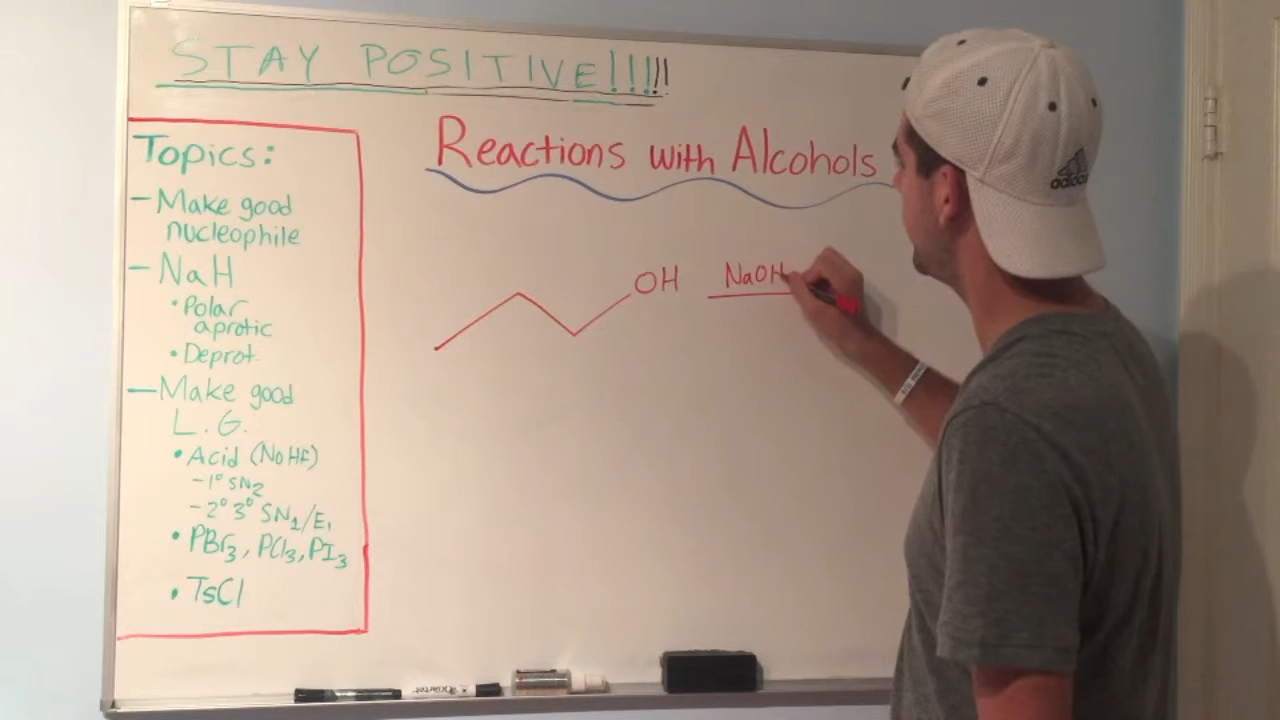 STAY POSITIVE!!!!!!
Reactions with Alcohols
Topics:
- Make good
nucleophile
- NaH
• Polar
aprotic
• Deprot.
- Make good
L.G.
• Acid (No HF)
- 1° SN2
- 2° 3° SN1/E1
• PBr3, PCl3, PI3
• TsCl
OH
NaOH
adidas